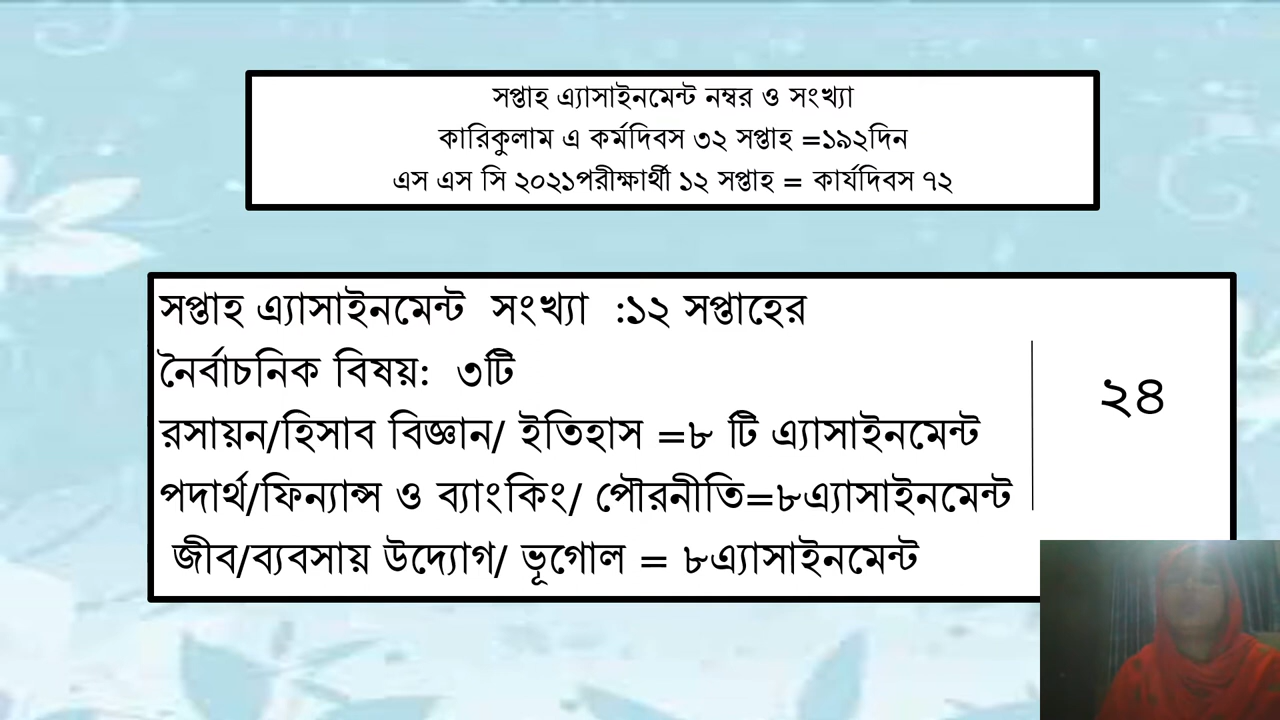 সপ্তাহ এ্যাসাইনমেন্ট নম্বর ও সংখ্যা
কারিকুলাম এ কর্মদিবস ৩২ সপ্তাহ =১৯২দিন
এস এস সি ২০২১পরীক্ষার্থী ১২ সপ্তাহ = কার্যদিবস ৭২
সপ্তাহ এ্যাসাইনমেন্ট সংখ্যা :১২ সপ্তাহের
নৈর্বাচনিক বিষয়: ৩টি
রসায়ন/হিসাব বিজ্ঞান/ ইতিহাস =৮ টি এ্যাসাইনমেন্ট
পদার্থ/ফিন্যান্স ও ব্যাংকিং/ পৌরনীতি=৮এ্যাসাইনমেন্ট
জীব/ব্যবসায় উদ্যোগ/ ভূগোল = ৮এ্যাসাইনমেন্ট
২৪